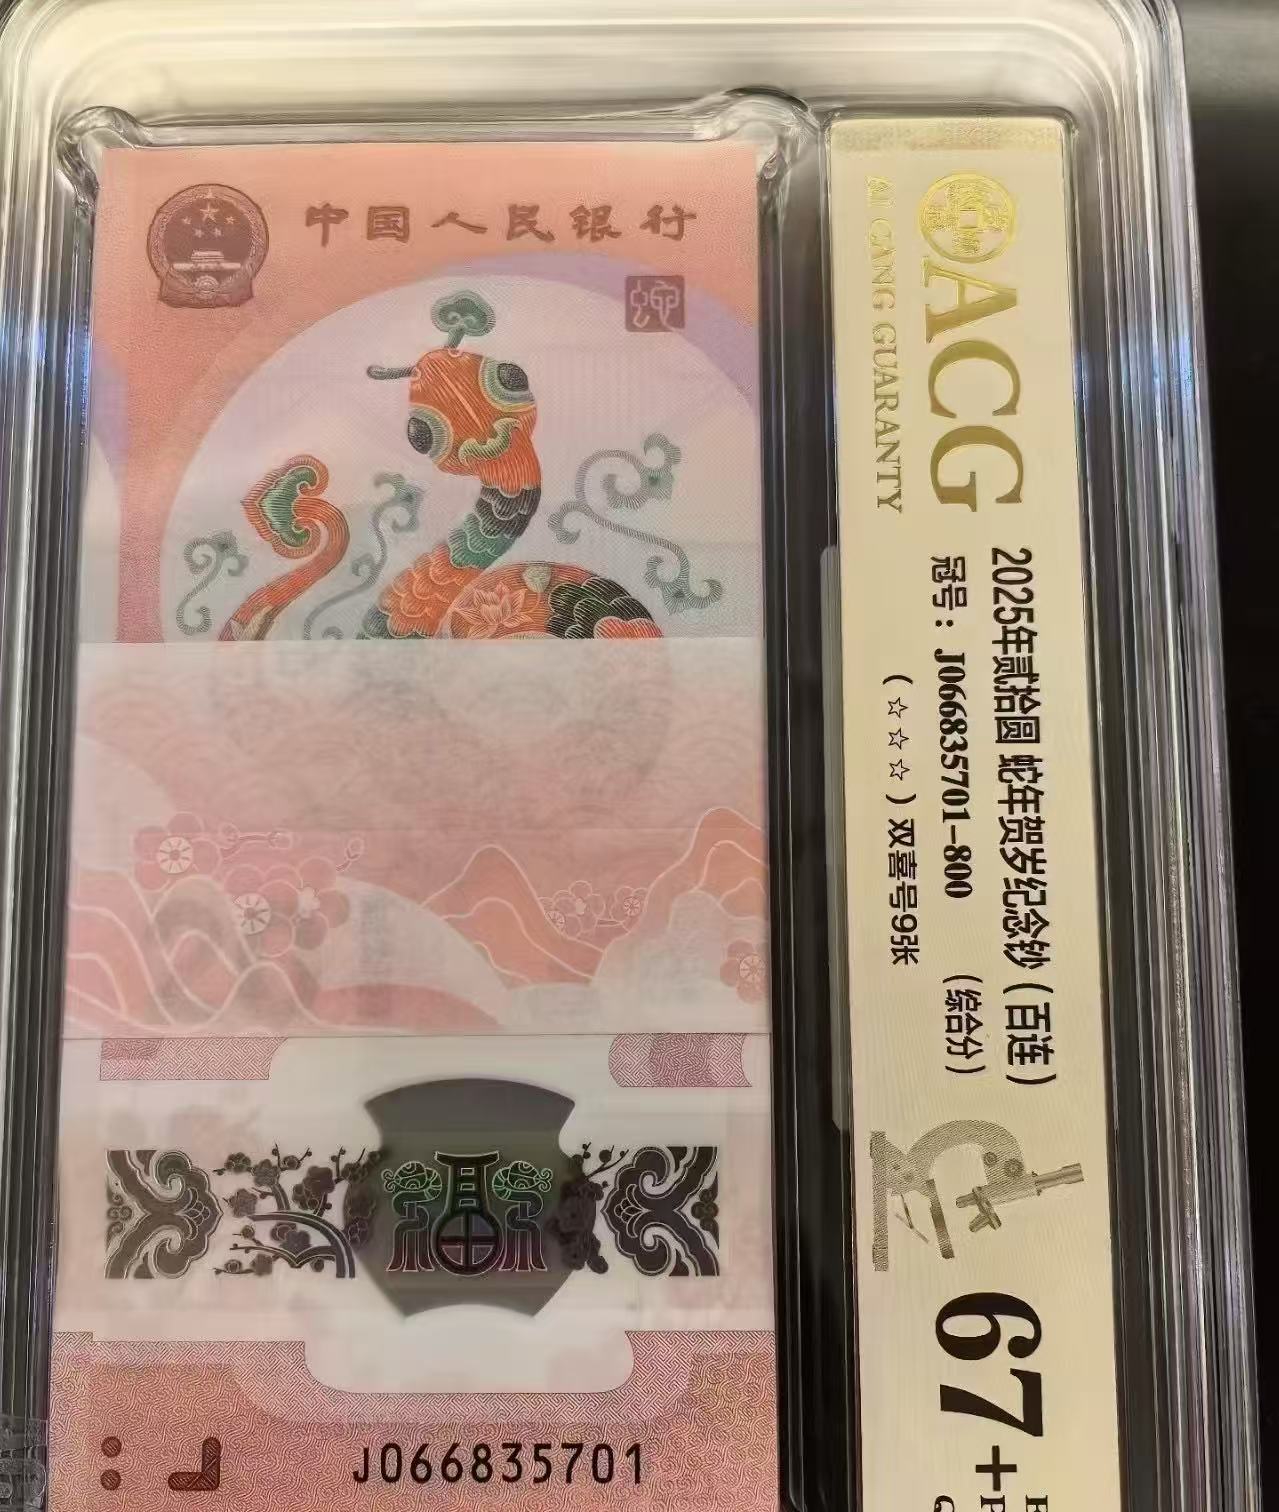 中国人民银行
J066835701
ACG
AI CANG GUARANTY
2025年贰拾圆 蛇年贺岁纪念钞（百连）
冠号：J066835701-800 （综合分）
（☆☆☆）双喜号9张
67+